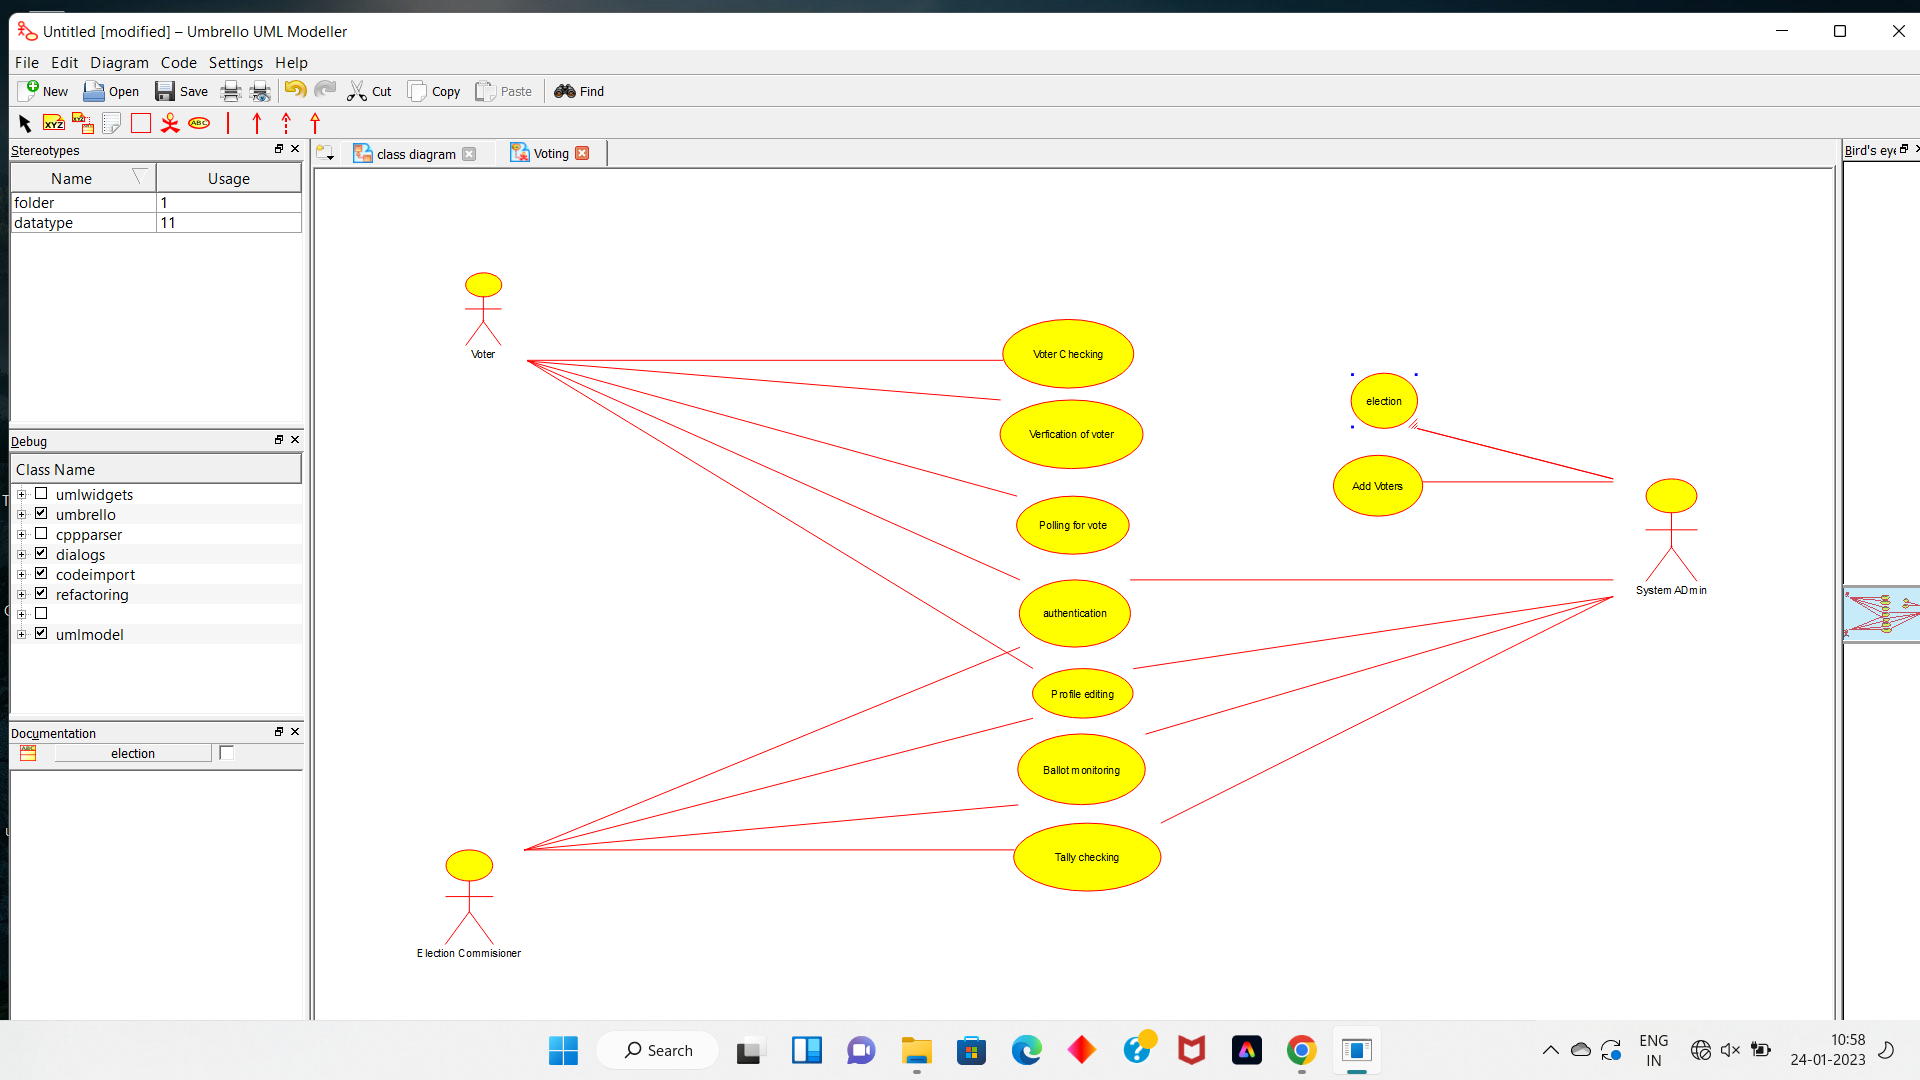 Untitled [modified] – Umbrello UML Modeller
File Edit Diagram Code Settings Help
New Open Save Cut Copy Paste Find
XYZ XYZ ABC
Stereotypes
Name Usage
folder 1
datatype 11
Debug
Class Name
umlwidgets
umbrello
cppparser
dialogs
codeimport
refactoring
umlmodel
Documentation
election
class diagram Voting
Bird's eye
Voter
Voter Checking
Verfication of voter
Polling for vote
authentication
Profile editing
Ballot monitoring
Tally checking
election
Add Voters
System ADmin
Election Commisioner
Search
ENG
IN
10:58
24-01-2023